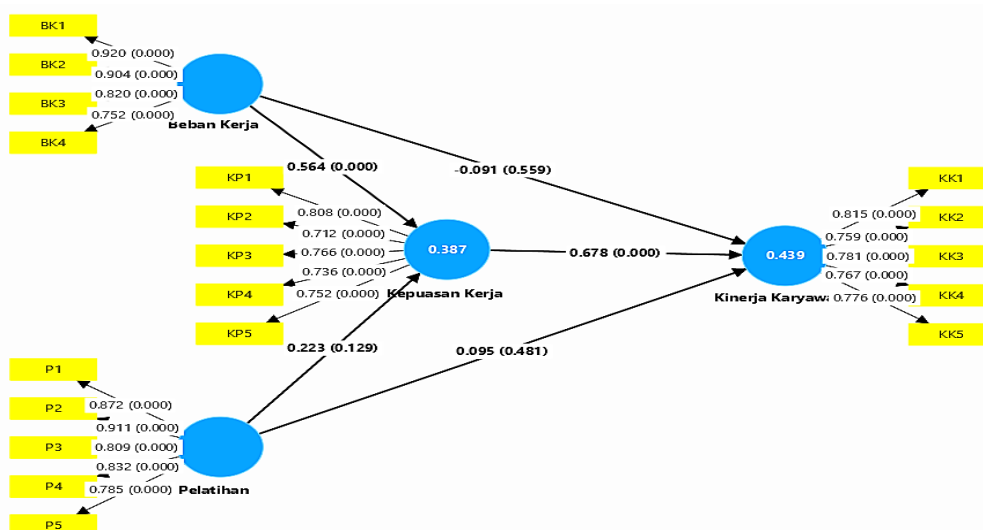 BK1
0.920 (0.000)
BK2
0.904 (0.000)
BK3
0.820 (0.000)
BK4
0.752 (0.000)
Beban Kerja
0.564 (0.000)
-0.091 (0.559)
KP1
0.808 (0.000)
KP2
0.712 (0.000)
KP3
0.766 (0.000)
KP4
0.736 (0.000)
KP5
0.752 (0.000)
0.387
Kepuasan Kerja
0.678 (0.000)
0.439
Kinerja Karyaw
KK1
0.815 (0.000)
KK2
0.759 (0.000)
KK3
0.781 (0.000)
KK4
0.767 (0.000)
KK5
0.776 (0.000)
0.223 (0.129)
0.095 (0.481)
P1
0.872 (0.000)
P2
0.911 (0.000)
P3
0.809 (0.000)
P4
0.832 (0.000)
P5
0.785 (0.000)
Pelatihan